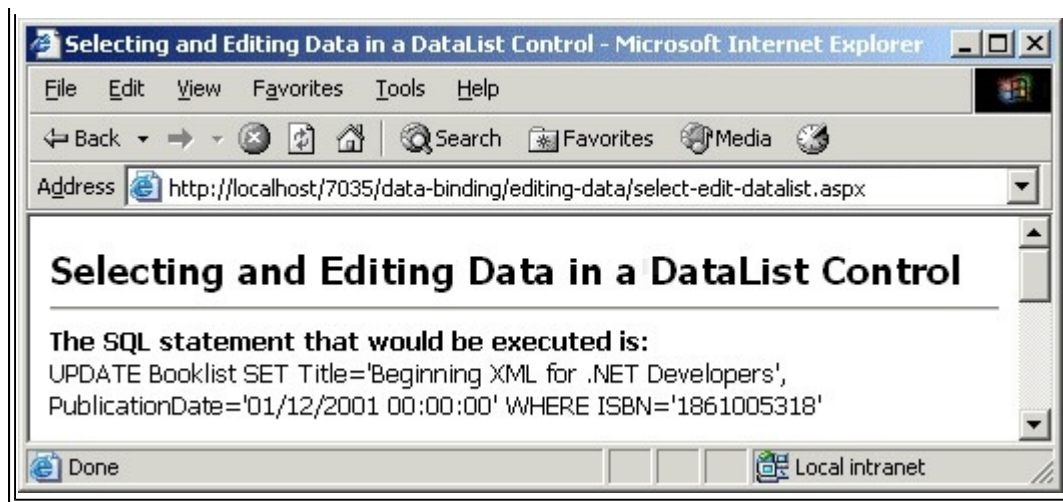 Selecting and Editing Data in a DataList Control - Microsoft Internet Explorer
File Edit View Favorites Tools Help
Back Search Favorites Media
Address http://localhost/7035/data-binding/editing-data/select-edit-datalist.aspx
Selecting and Editing Data in a DataList Control
The SQL statement that would be executed is:
UPDATE Booklist SET Title='Beginning XML for .NET Developers',
PublicationDate='01/12/2001 00:00:00' WHERE ISBN='1861005318'
Done Local intranet